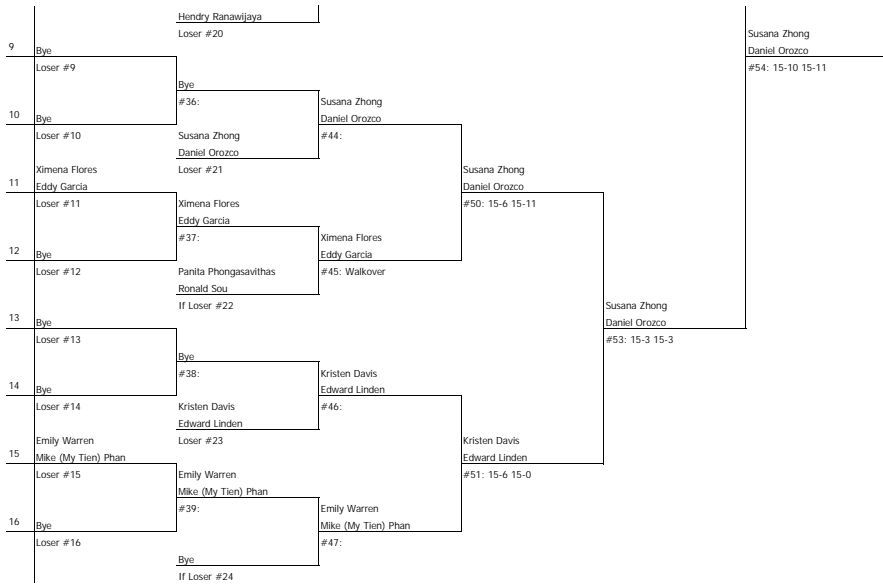 Hendry Ranawijaya
Loser #20
9
Bye
Loser #9
Bye
#36:
10
Bye
Loser #10
Susana Zhong
Daniel Orozco
Loser #21
Susana Zhong
Daniel Orozco
#44:
Ximena Flores
11
Eddy Garcia
Loser #11
Ximena Flores
Eddy Garcia
#37:
12
Bye
Loser #12
Panita Phongasavithas
Ronald Sou
If Loser #22
Ximena Flores
Eddy Garcia
#45: Walkover
Susana Zhong
Daniel Orozco
#50: 15-6 15-11
13
Bye
Loser #13
Bye
#38:
14
Bye
Loser #14
Kristen Davis
Edward Linden
Loser #23
Kristen Davis
Edward Linden
#46:
Emily Warren
15
Mike (My Tien) Phan
Loser #15
Emily Warren
Mike (My Tien) Phan
#39:
16
Bye
Loser #16
Bye
If Loser #24
Emily Warren
Mike (My Tien) Phan
#47:
Kristen Davis
Edward Linden
#51: 15-6 15-0
Susana Zhong
Daniel Orozco
#53: 15-3 15-3
Susana Zhong
Daniel Orozco
#54: 15-10 15-11